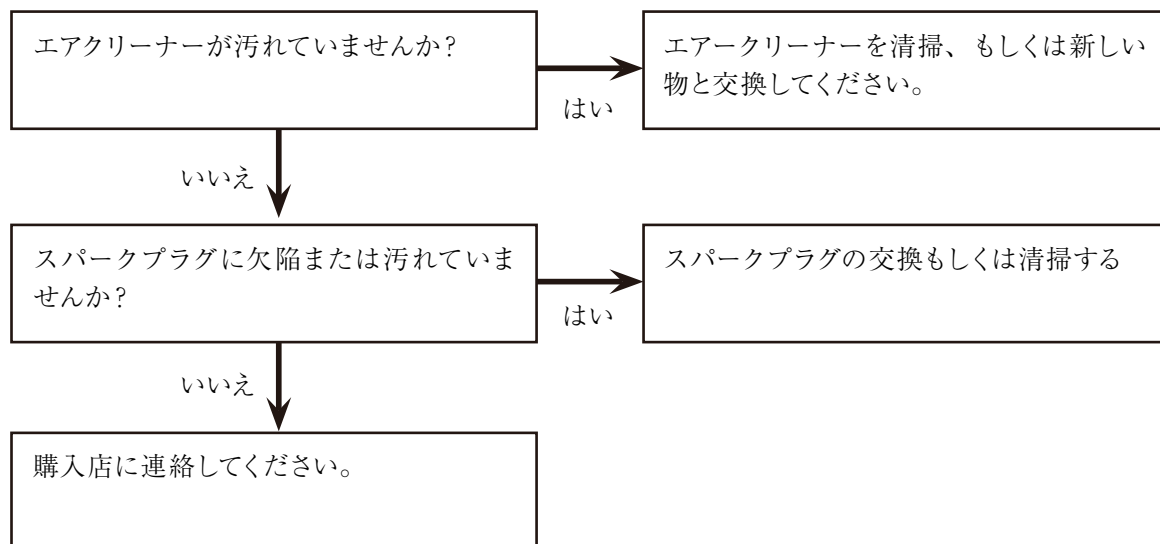 エアクリーナーが汚れていませんか?
エアークリーナーを清掃、もしくは新しい
物と交換してください。
はい
いいえ
スパークプラグに欠陥または汚れていま
せんか?
スパークプラグの交換もしくは清掃する
はい
いいえ
購入店に連絡してください。